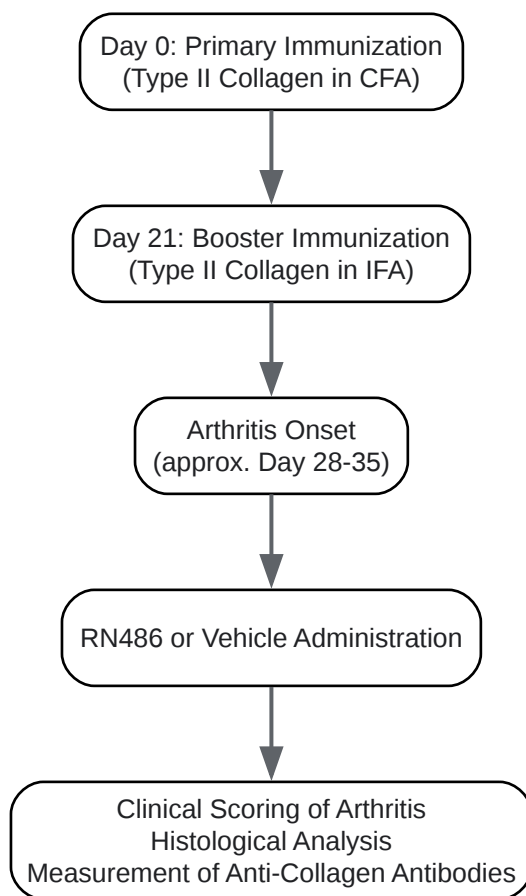 Day 0: Primary Immunization
(Type II Collagen in CFA)
Day 21: Booster Immunization
(Type II Collagen in IFA)
Arthritis Onset
(approx. Day 28-35)
RN486 or Vehicle Administration
Clinical Scoring of Arthritis
Histological Analysis
Measurement of Anti-Collagen Antibodies